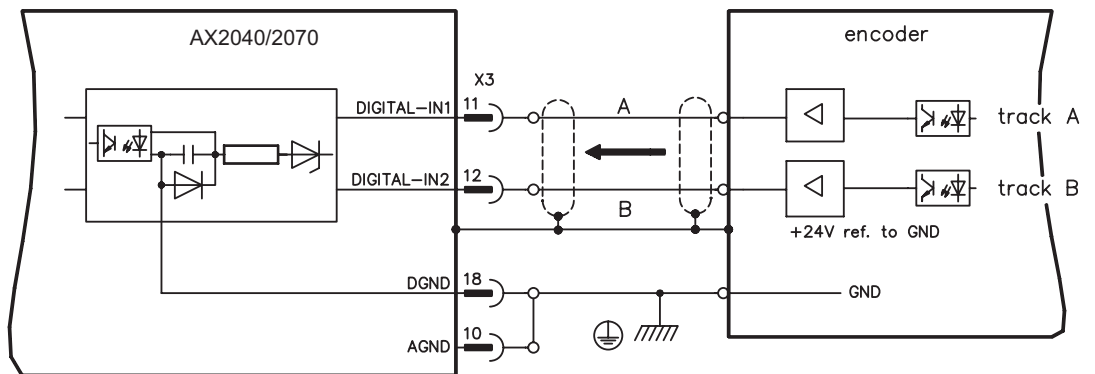 AX2040/2070
encoder
X3
DIGITAL-IN1
11
A
track A
DIGITAL-IN2
12
B
track B
+24V ref. to GND
DGND
18
GND
AGND
10